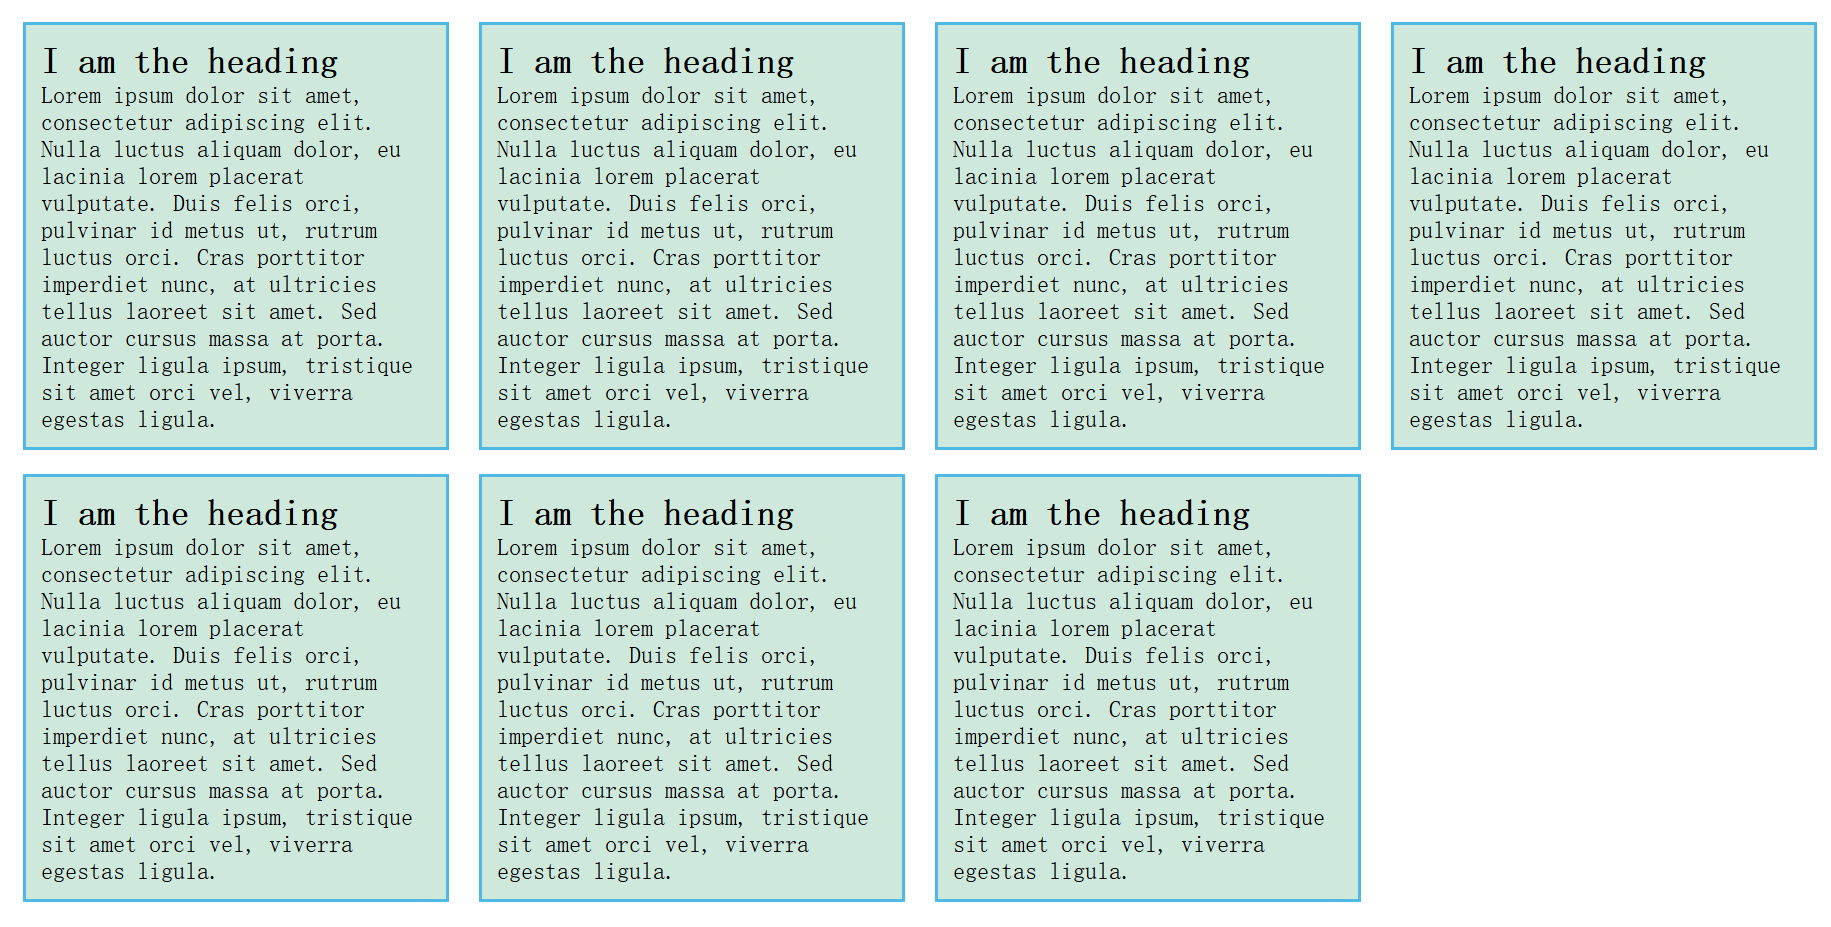 I am the heading
Lorem ipsum dolor sit amet,
consectetur adipiscing elit.
Nulla luctus aliquam dolor, eu
lacinia lorem placerat
vulputate. Duis felis orci,
pulvinar id metus ut, rutrum
luctus orci. Cras porttitor
imperdiet nunc, at ultricies
tellus laoreet sit amet. Sed
auctor cursus massa at porta.
Integer ligula ipsum, tristique
sit amet orci vel, viverra
egestas ligula.
I am the heading
Lorem ipsum dolor sit amet,
consectetur adipiscing elit.
Nulla luctus aliquam dolor, eu
lacinia lorem placerat
vulputate. Duis felis orci,
pulvinar id metus ut, rutrum
luctus orci. Cras porttitor
imperdiet nunc, at ultricies
tellus laoreet sit amet. Sed
auctor cursus massa at porta.
Integer ligula ipsum, tristique
sit amet orci vel, viverra
egestas ligula.
I am the heading
Lorem ipsum dolor sit amet,
consectetur adipiscing elit.
Nulla luctus aliquam dolor, eu
lacinia lorem placerat
vulputate. Duis felis orci,
pulvinar id metus ut, rutrum
luctus orci. Cras porttitor
imperdiet nunc, at ultricies
tellus laoreet sit amet. Sed
auctor cursus massa at porta.
Integer ligula ipsum, tristique
sit amet orci vel, viverra
egestas ligula.
I am the heading
Lorem ipsum dolor sit amet,
consectetur adipiscing elit.
Nulla luctus aliquam dolor, eu
lacinia lorem placerat
vulputate. Duis felis orci,
pulvinar id metus ut, rutrum
luctus orci. Cras porttitor
imperdiet nunc, at ultricies
tellus laoreet sit amet. Sed
auctor cursus massa at porta.
Integer ligula ipsum, tristique
sit amet orci vel, viverra
egestas ligula.
I am the heading
Lorem ipsum dolor sit amet,
consectetur adipiscing elit.
Nulla luctus aliquam dolor, eu
lacinia lorem placerat
vulputate. Duis felis orci,
pulvinar id metus ut, rutrum
luctus orci. Cras porttitor
imperdiet nunc, at ultricies
tellus laoreet sit amet. Sed
auctor cursus massa at porta.
Integer ligula ipsum, tristique
sit amet orci vel, viverra
egestas ligula.
I am the heading
Lorem ipsum dolor sit amet,
consectetur adipiscing elit.
Nulla luctus aliquam dolor, eu
lacinia lorem placerat
vulputate. Duis felis orci,
pulvinar id metus ut, rutrum
luctus orci. Cras porttitor
imperdiet nunc, at ultricies
tellus laoreet sit amet. Sed
auctor cursus massa at porta.
Integer ligula ipsum, tristique
sit amet orci vel, viverra
egestas ligula.
I am the heading
Lorem ipsum dolor sit amet,
consectetur adipiscing elit.
Nulla luctus aliquam dolor, eu
lacinia lorem placerat
vulputate. Duis felis orci,
pulvinar id metus ut, rutrum
luctus orci. Cras porttitor
imperdiet nunc, at ultricies
tellus laoreet sit amet. Sed
auctor cursus massa at porta.
Integer ligula ipsum, tristique
sit amet orci vel, viverra
egestas ligula.